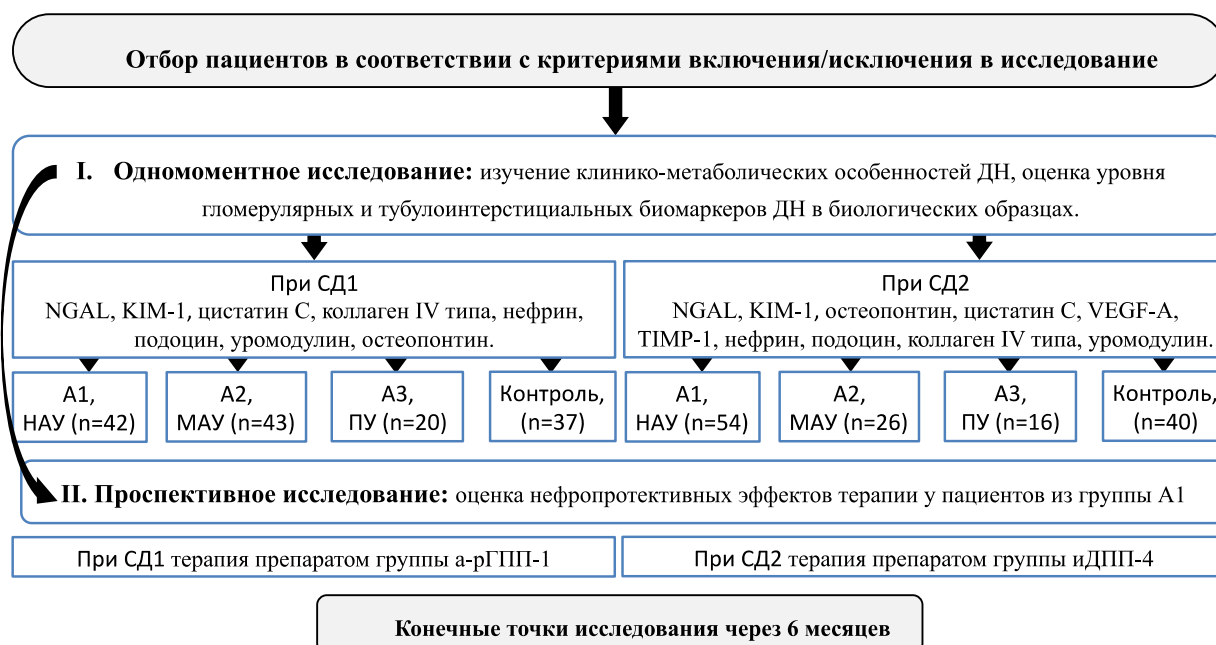 Отбор пациентов в соответствии с критериями включения/исключения в исследование
I. Одномоментное исследование: изучение клинико-метаболических особенностей ДН, оценка уровня
гломерулярных и тубулоинтерстициальных биомаркеров ДН в биологических образцах.
При СД1
NGAL, KIM-1, цистатин С, коллаген IV типа, нефрин,
подоцин, уромодулин, остеопонтин.
При СД2
NGAL, KIM-1, остеопонтин, цистатин С, VEGF-A,
TIMP-1, нефрин, подоцин, коллаген IV типа, уромодулин.
А1,
НАУ (n=42)
А2,
МАУ (n=43)
А3,
ПУ (n=20)
Контроль,
(n=37)
А1,
НАУ (n=54)
А2,
МАУ (n=26)
А3,
ПУ (n=16)
Контроль,
(n=40)
II. Проспективное исследование: оценка нефропротективных эффектов терапии у пациентов из группы А1
При СД1 терапия препаратом группы а-рГПП-1
При СД2 терапия препаратом группы иДПП-4
Конечные точки исследования через 6 месяцев